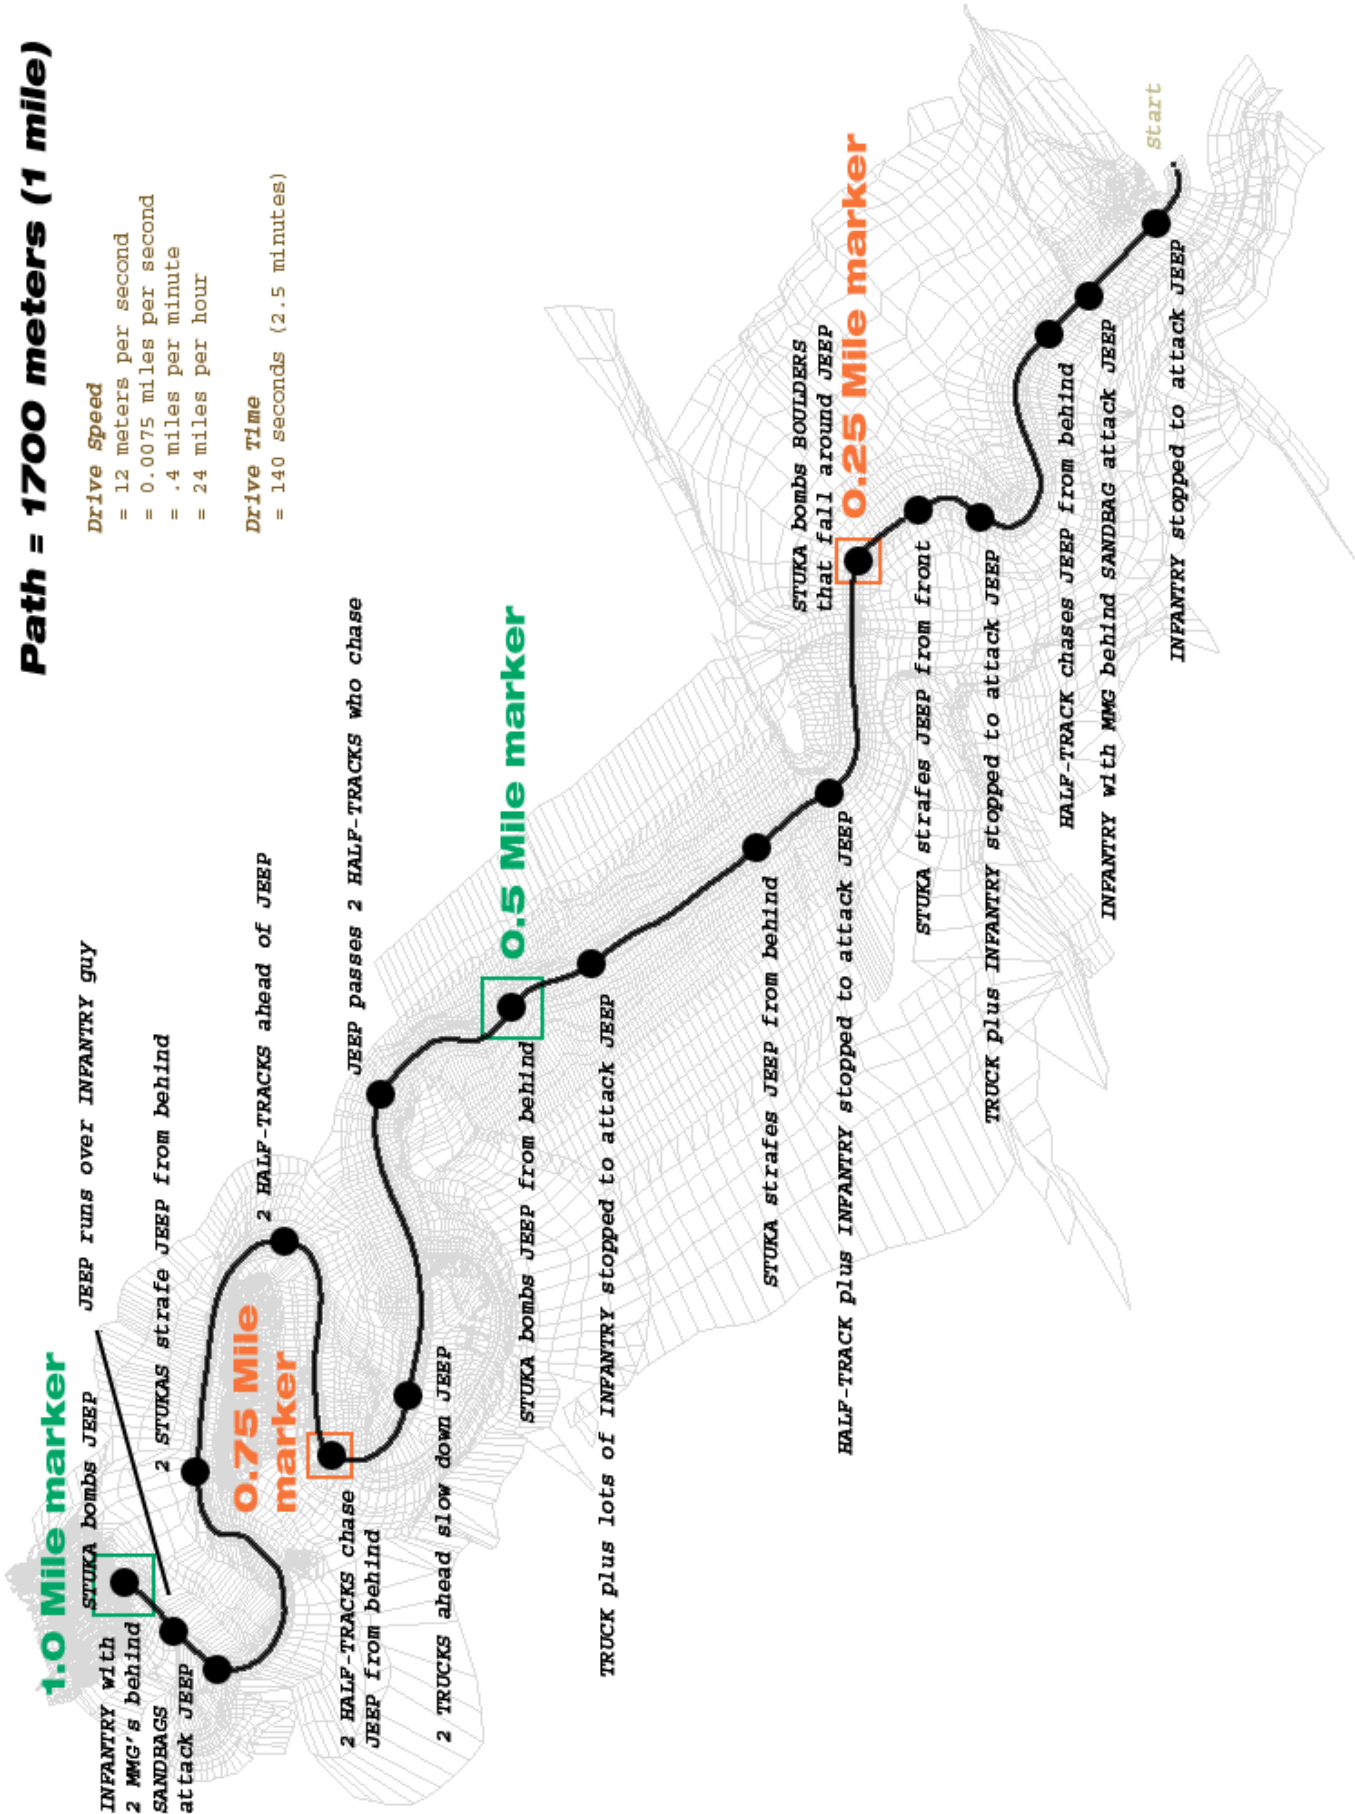 Path = 1700 meters (1 mile)
Drive Speed
= 12 meters per second
= 0.0075 miles per second
= .4 miles per minute
= 24 miles per hour
Drive Time
= 140 seconds (2.5 minutes)
Start
INFANTRY stopped to attack JEEP
INFANTRY with MMG behind SANDBAG attack JEEP
HALF-TRACK chases JEEP from behind
TRUCK plus INFANTRY stopped to attack JEEP
STUKA strafes JEEP from front
0.25 Mile marker
STUKA bombs BOULDERS
that fall around JEEP
HALF-TRACK plus INFANTRY stopped to attack JEEP
STUKA strafes JEEP from behind
TRUCK plus lots of INFANTRY stopped to attack JEEP
0.5 Mile marker
STUKA bombs JEEP from behind
JEEP passes 2 HALF-TRACKS who chase
2 TRUCKS ahead slow down JEEP
0.75 Mile
marker
2 HALF-TRACKS chase
JEEP from behind
2 HALF-TRACKS ahead of JEEP
2 STUKAS strafe JEEP from behind
INFANTRY with
2 MMG's behind
SANDBAGS
attack JEEP
JEEP runs over INFANTRY guy
STUKA bombs JEEP
1.0 Mile marker